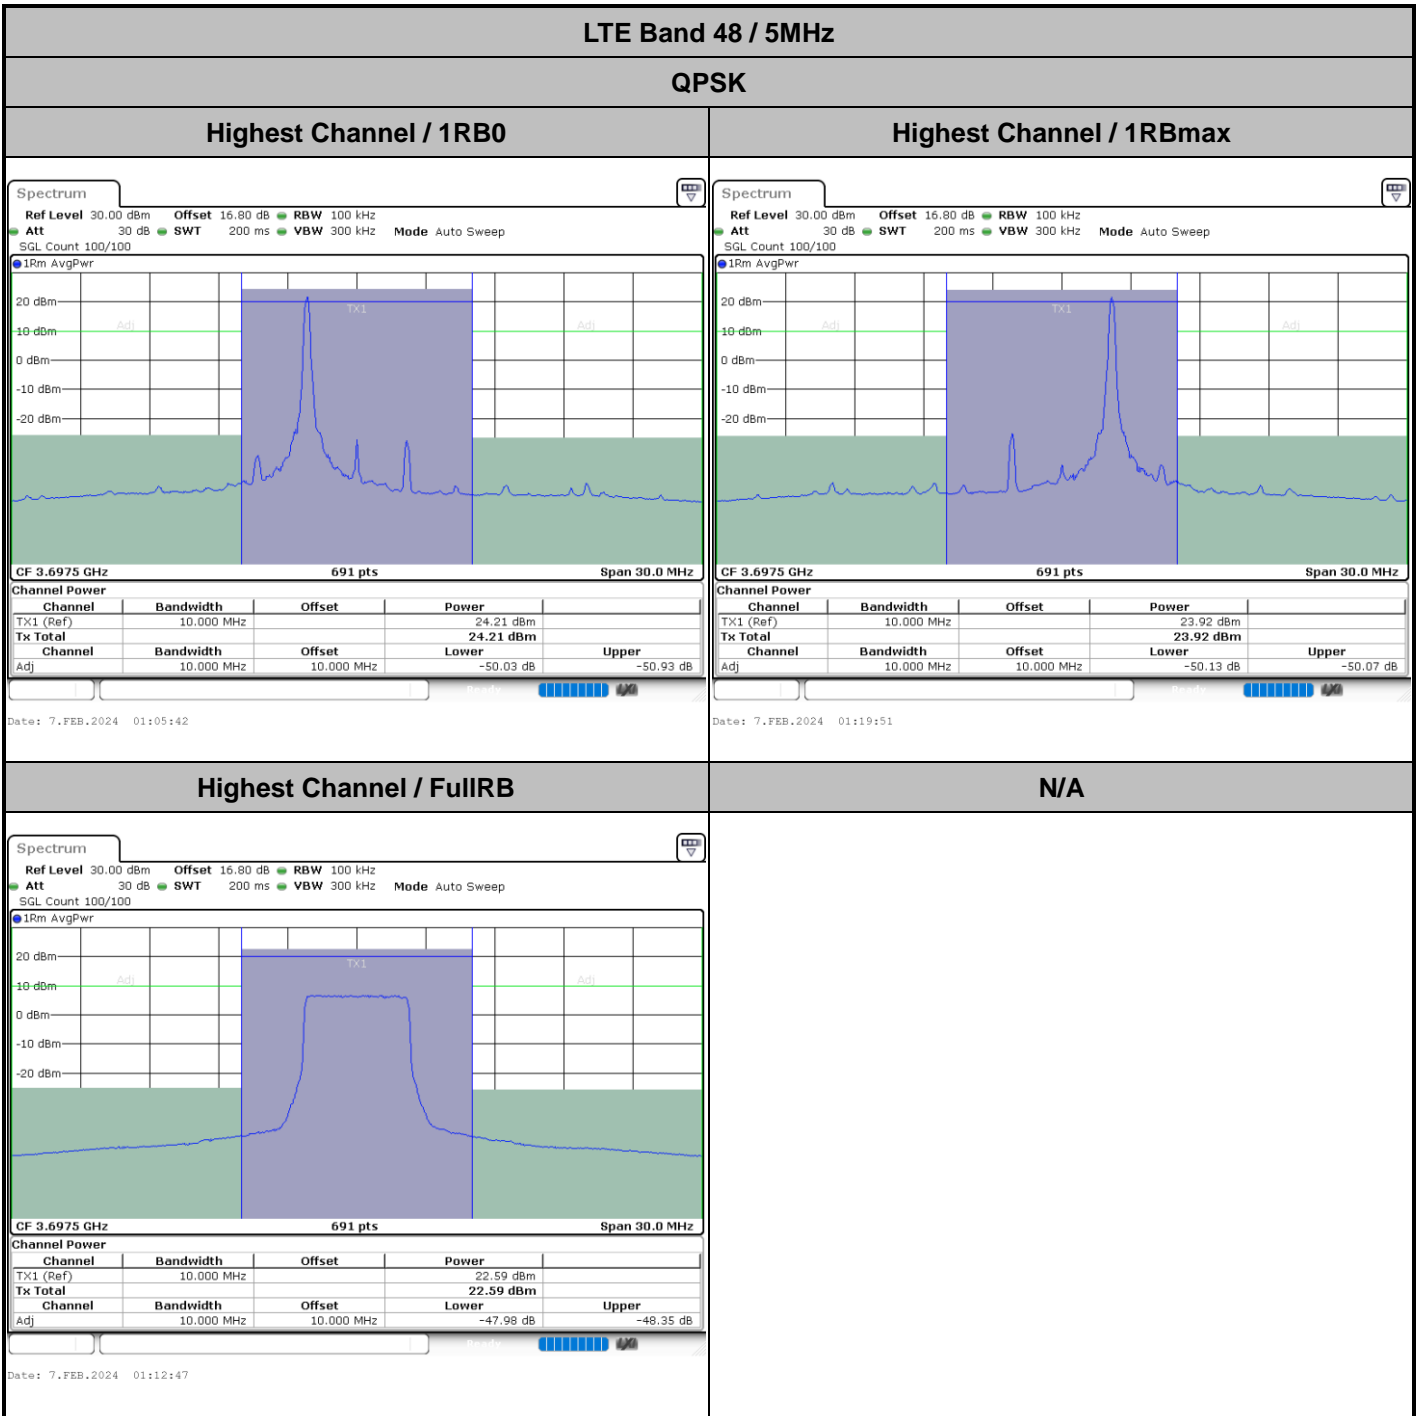 LTE Band 48 / 5MHz
QPSK
Highest Channel / 1RB0
Highest Channel / 1RBmax
Spectrum
Ref Level 30.00 dBm Offset 16.80 dB RBW 100 kHz
Att 30 dB SWT 200 ms VBW 300 kHz Mode Auto Sweep
SGL Count 100/100
1Rm AvgPwr
TX1
Adj
Adj
20 dBm
10 dBm
0 dBm
-10 dBm
-20 dBm
CF 3.6975 GHz 691 pts Span 30.0 MHz
Channel Power
Channel Bandwidth Offset Power
TX1 (Ref) 10.000 MHz 24.21 dBm
Tx Total 24.21 dBm
Channel Bandwidth Offset Lower Upper
Adj 10.000 MHz 10.000 MHz -50.03 dB -50.93 dB
Ready
Date: 7.FEB.2024 01:05:42
Spectrum
Ref Level 30.00 dBm Offset 16.80 dB RBW 100 kHz
Att 30 dB SWT 200 ms VBW 300 kHz Mode Auto Sweep
SGL Count 100/100
1Rm AvgPwr
TX1
Adj
Adj
20 dBm
10 dBm
0 dBm
-10 dBm
-20 dBm
CF 3.6975 GHz 691 pts Span 30.0 MHz
Channel Power
Channel Bandwidth Offset Power
TX1 (Ref) 10.000 MHz 23.92 dBm
Tx Total 23.92 dBm
Channel Bandwidth Offset Lower Upper
Adj 10.000 MHz 10.000 MHz -50.13 dB -50.07 dB
Ready
Date: 7.FEB.2024 01:19:51
Highest Channel / FullRB
N/A
Spectrum
Ref Level 30.00 dBm Offset 16.80 dB RBW 100 kHz
Att 30 dB SWT 200 ms VBW 300 kHz Mode Auto Sweep
SGL Count 100/100
1Rm AvgPwr
TX1
Adj
Adj
20 dBm
10 dBm
0 dBm
-10 dBm
-20 dBm
CF 3.6975 GHz 691 pts Span 30.0 MHz
Channel Power
Channel Bandwidth Offset Power
TX1 (Ref) 10.000 MHz 22.59 dBm
Tx Total 22.59 dBm
Channel Bandwidth Offset Lower Upper
Adj 10.000 MHz 10.000 MHz -47.98 dB -48.35 dB
Ready
Date: 7.FEB.2024 01:12:47